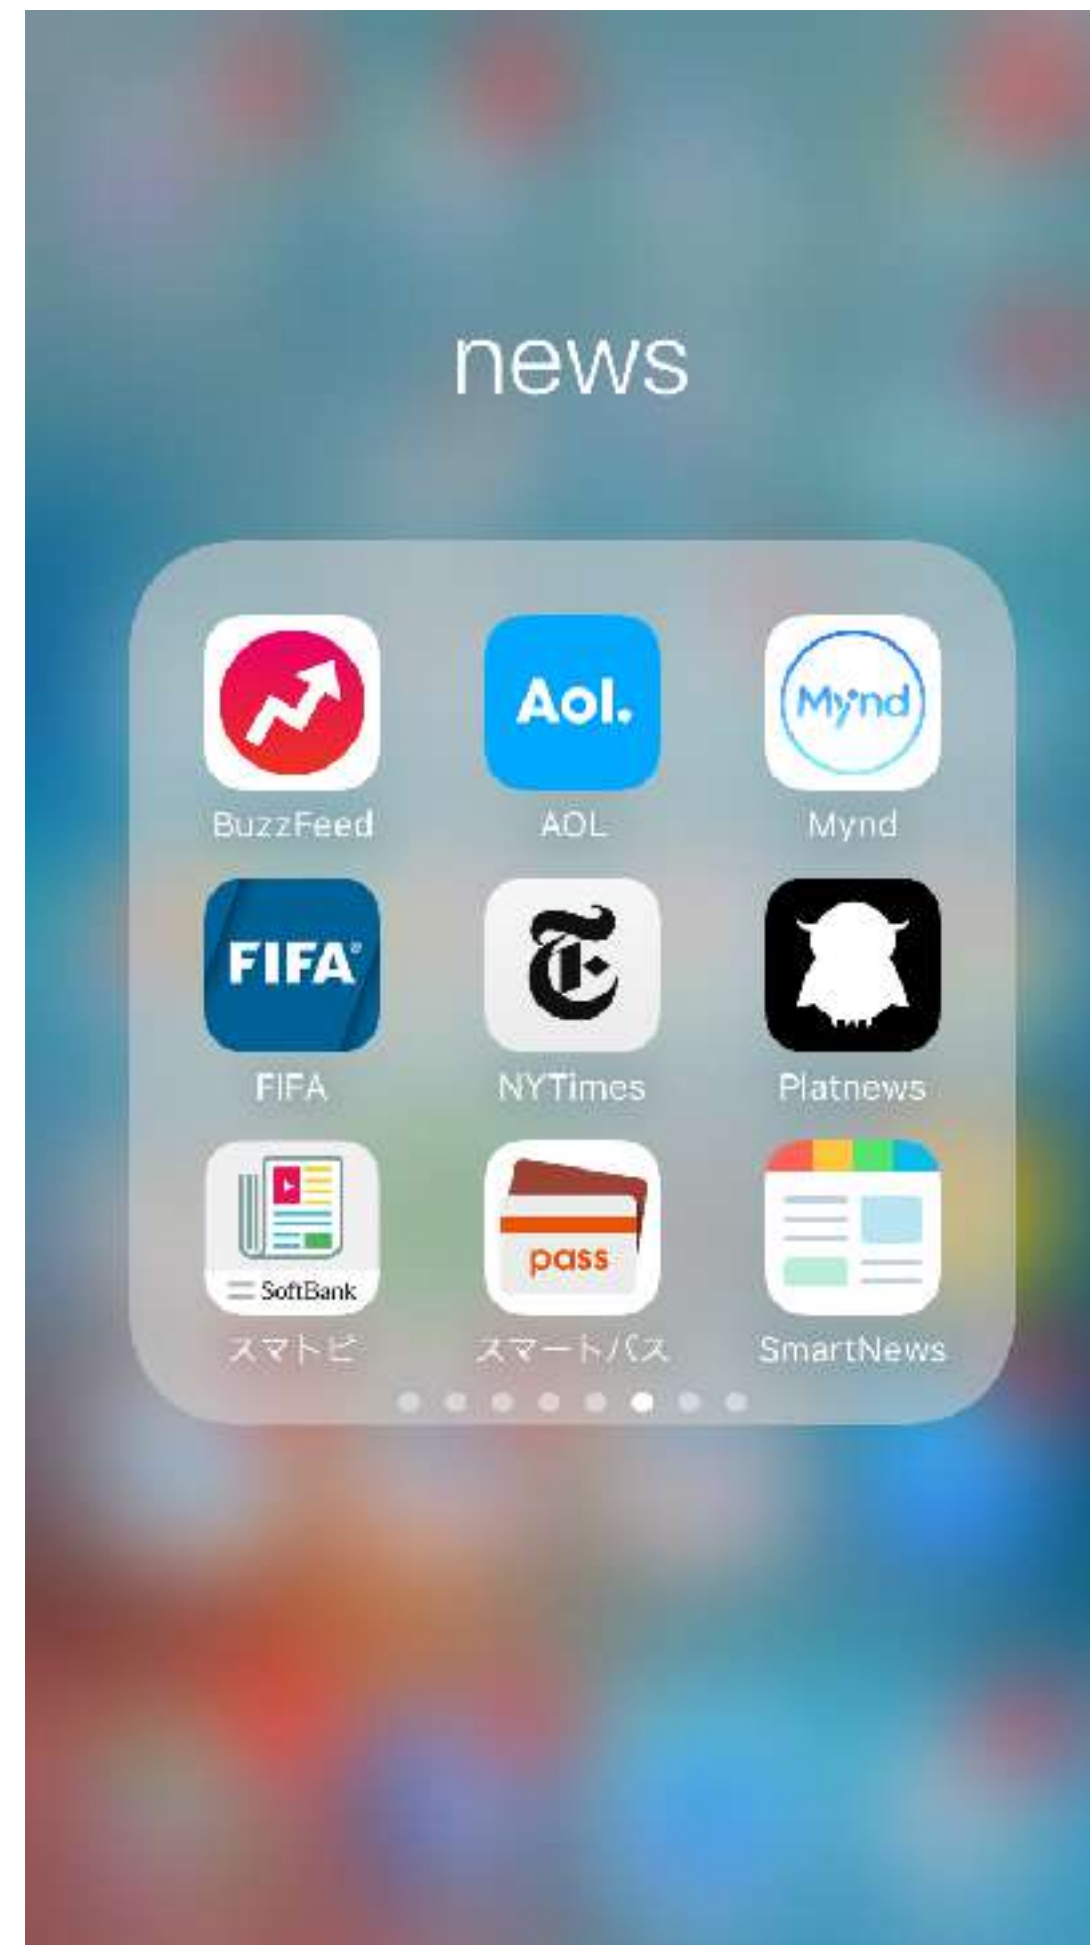 news
Aol.
Mynd
BuzzFeed
AOL
Mynd
FIFA®
FIFA
NYTimes
Platnews
SoftBank
pass
スマトピ
スマートパス
SmartNews